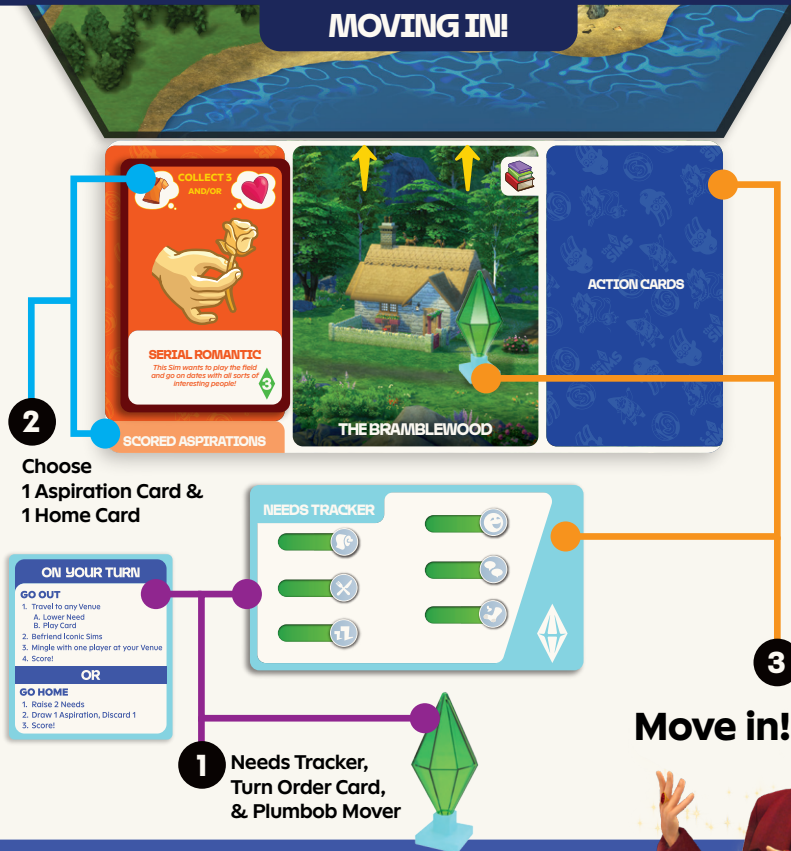 MOVING IN!
COLLECT 3
AND/OR
SERIAL ROMANTIC
This Sim wants to play the field
and go on dates with all sorts of
interesting people!
3
SCORED ASPIRATIONS
THE BRAMBLEWOOD
ACTION CARDS
2
Choose
1 Aspiration Card &
1 Home Card
NEEDS TRACKER
ON YOUR TURN
GO OUT
1. Travel to any Venue
A. Lower Need
B. Play Card
2. Befriend Iconic Sims
3. Mingle with one player at your Venue
4. Score!
OR
GO HOME
1. Raise 2 Needs
2. Draw 1 Aspiration, Discard 1
3. Score!
1
Needs Tracker,
Turn Order Card,
& Plumbob Mover
3
Move in!